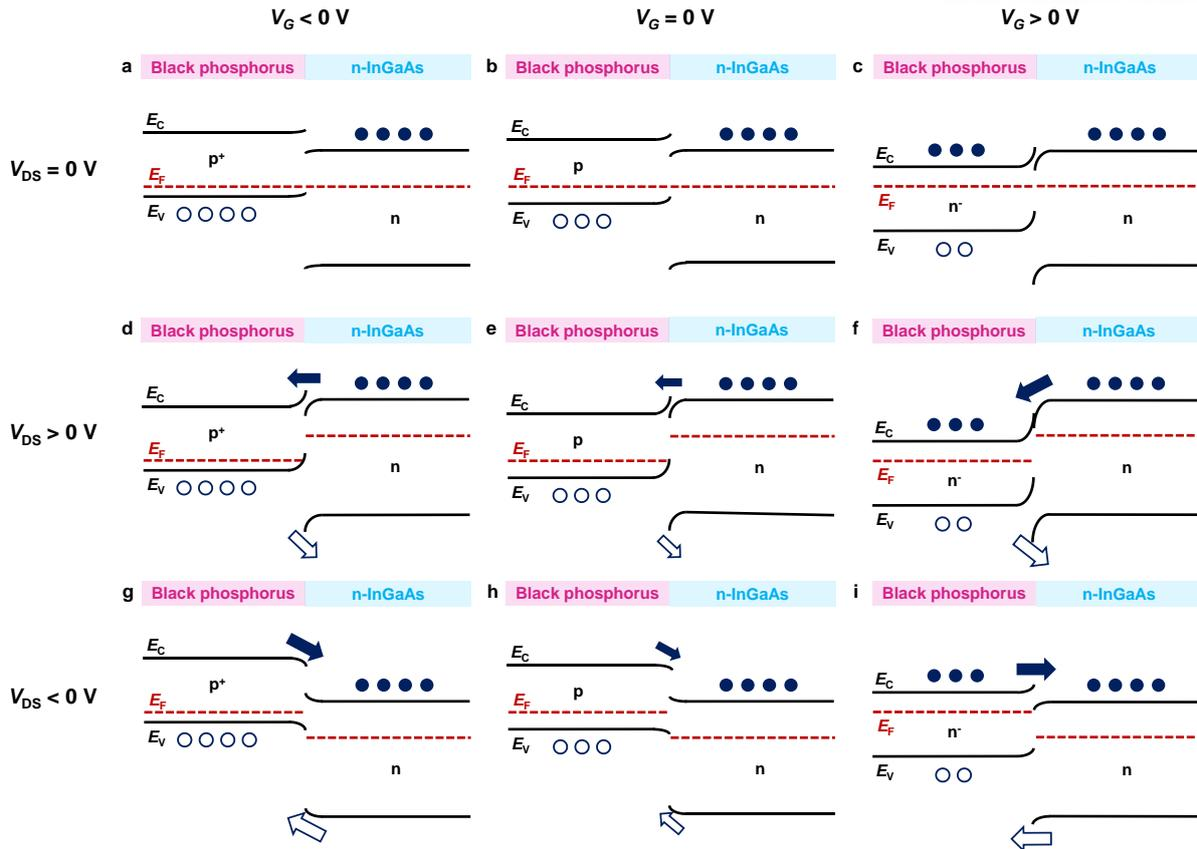 V_G < 0 V
V_G = 0 V
V_G > 0 V
a Black phosphorus n-InGaAs
b Black phosphorus n-InGaAs
c Black phosphorus n-InGaAs
V_DS = 0 V
E_C
p⁺
E_F
E_V
n
E_C
p
E_F
E_V
n
E_C
E_F
n⁻
E_V
n
d Black phosphorus n-InGaAs
e Black phosphorus n-InGaAs
f Black phosphorus n-InGaAs
V_DS > 0 V
E_C
p⁺
E_F
E_V
n
E_C
p
E_F
E_V
n
E_C
E_F
n⁻
E_V
n
g Black phosphorus n-InGaAs
h Black phosphorus n-InGaAs
i Black phosphorus n-InGaAs
V_DS < 0 V
E_C
p⁺
E_F
E_V
n
E_C
p
E_F
E_V
n
E_C
E_F
n⁻
E_V
n